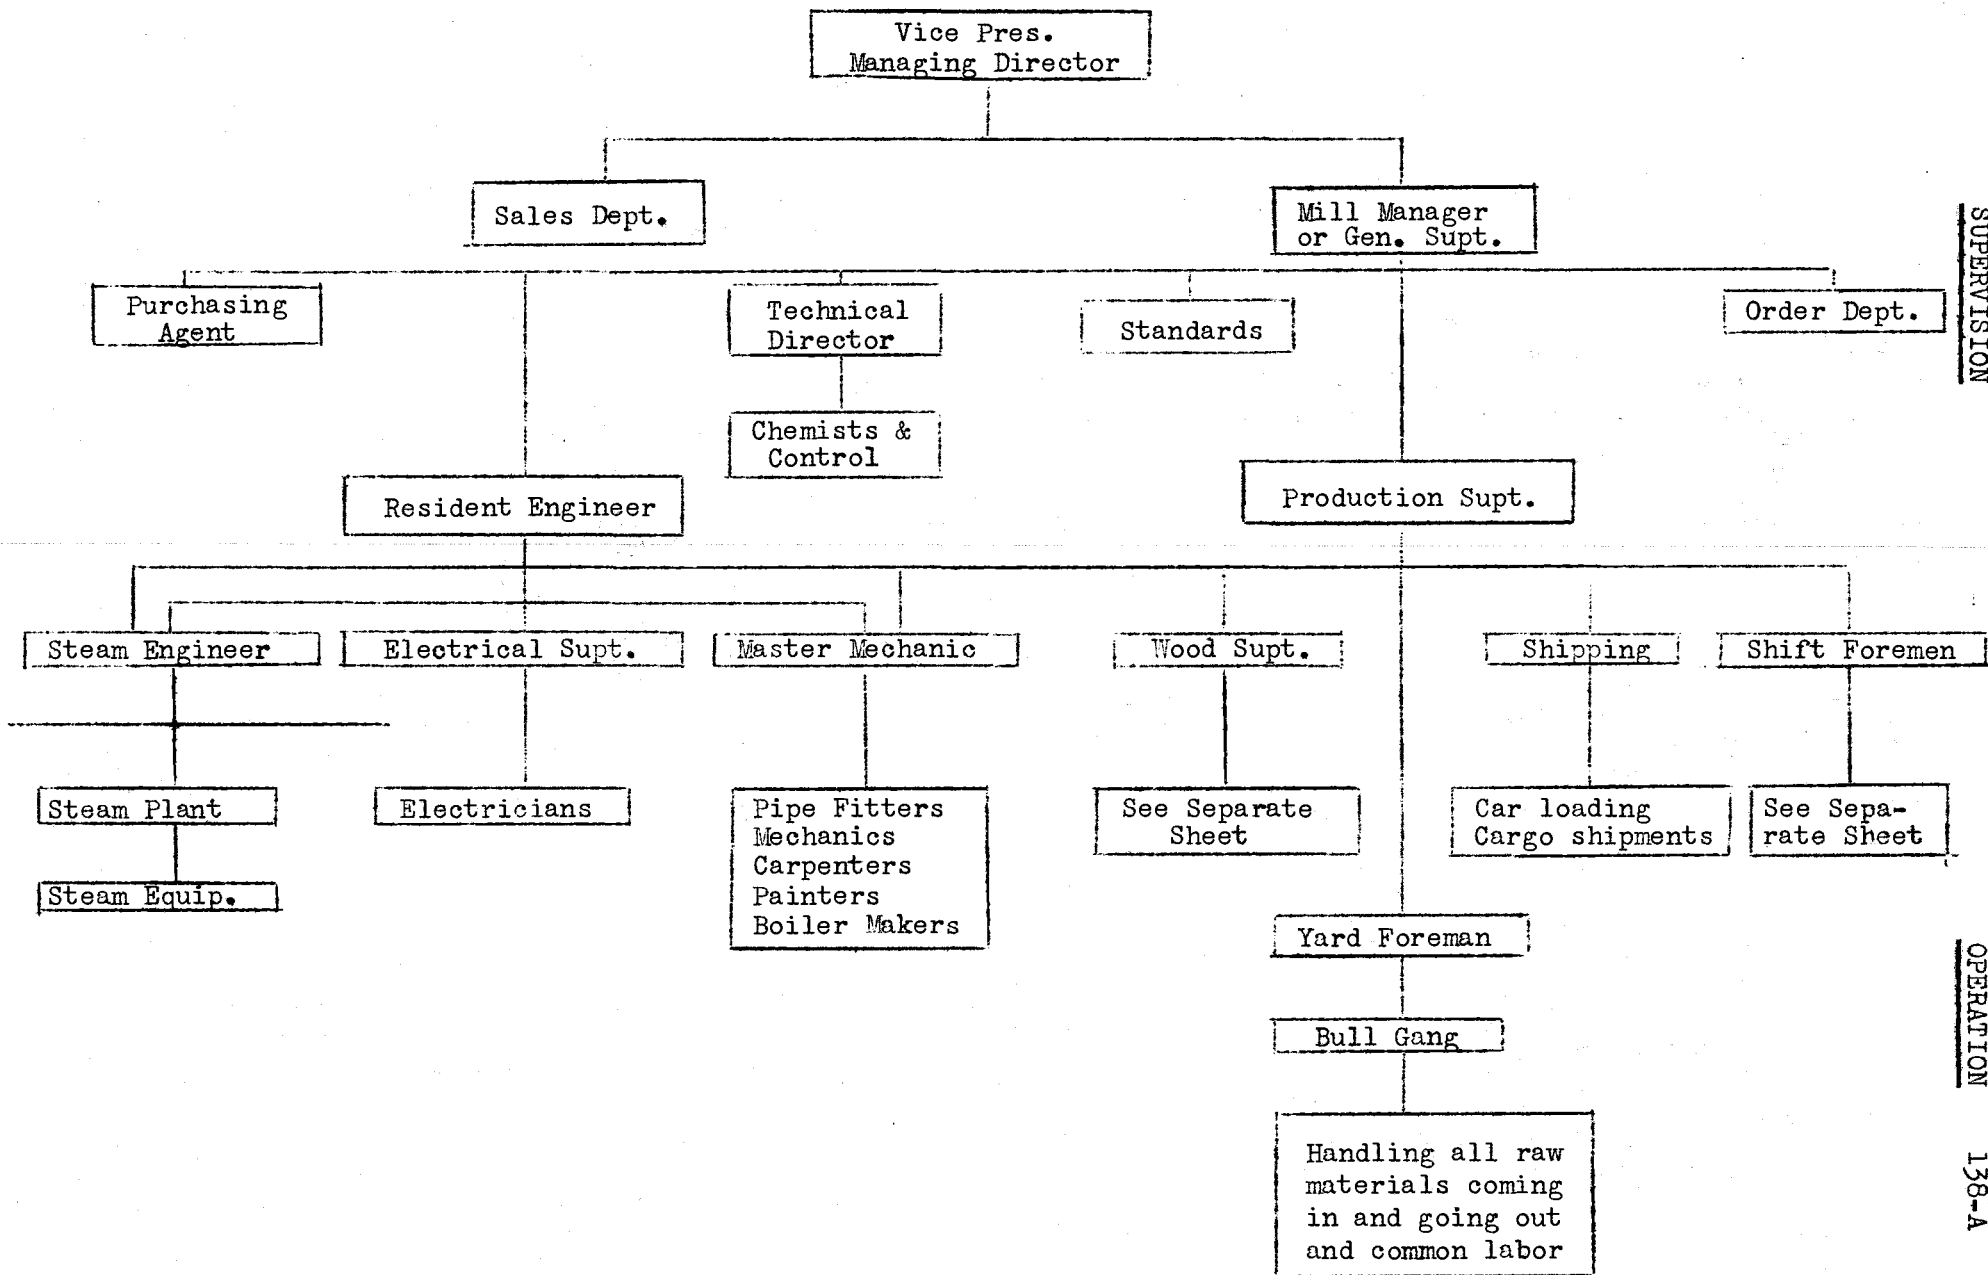 Vice Pres.
Managing Director
Sales Dept.
Mill Manager
or Gen. Supt.
SUPERVISION
Purchasing
Agent
Technical
Director
Standards
Order Dept.
Chemists &
Control
Resident Engineer
Production Supt.
Steam Engineer
Electrical Supt.
Master Mechanic
Wood Supt.
Shipping
Shift Foremen
Steam Plant
Electricians
Pipe Fitters
Mechanics
Carpenters
Painters
Boiler Makers
See Separate
Sheet
Car loading
Cargo shipments
See Sepa-
rate Sheet
Steam Equip.
Yard Foreman
Bull Gang
Handling all raw
materials coming
in and going out
and common labor
OPERATION
138-A